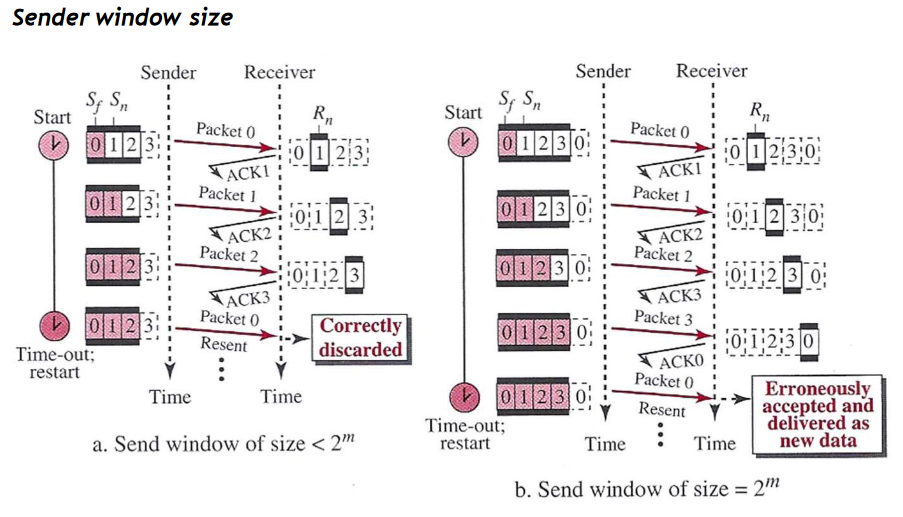 Sender window size
Sender Receiver
Start
Sf Sn
Rn
0 1 2 3
Packet 0
0 1 2 3
ACK1
0 1 2 3
Packet 1
0 1 2 3
ACK2
0 1 2 3
Packet 2
0 1 2 3
ACK3
0 1 2 3
Packet 0
Resent
Correctly
discarded
Time-out;
restart
Time Time
a. Send window of size < 2^m
Sender Receiver
Start
Sf Sn
Rn
0 1 2 3 0
Packet 0
0 1 2 3 0
ACK1
0 1 2 3 0
Packet 1
0 1 2 3 0
ACK2
0 1 2 3 0
Packet 2
0 1 2 3 0
ACK3
0 1 2 3 0
Packet 3
0 1 2 3 0
ACK0
0 1 2 3 0
Packet 0
Resent
Erroneously
accepted and
delivered as
new data
Time-out;
restart
Time Time
b. Send window of size = 2^m